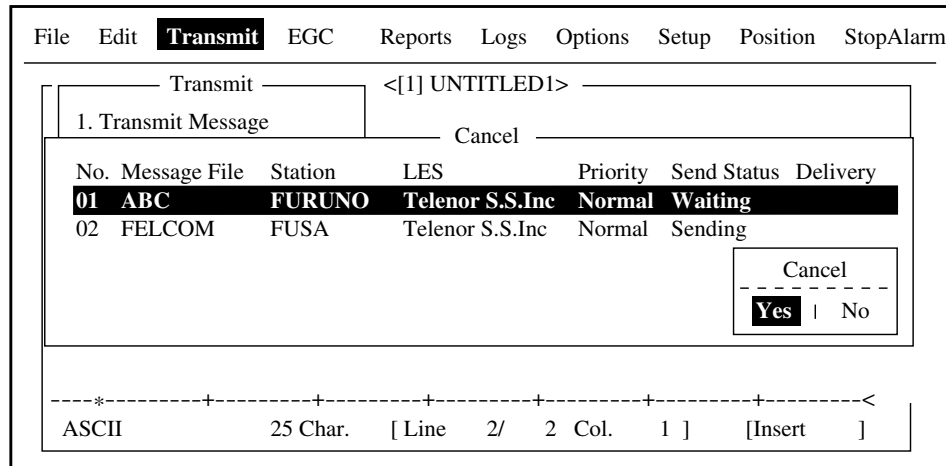 File Edit Transmit EGC Reports Logs Options Setup Position StopAlarm
Transmit <[1] UNTITLED1>
1. Transmit Message
Cancel
No. Message File Station LES Priority Send Status Delivery
01 ABC FURUNO Telenor S.S.Inc Normal Waiting
02 FELCOM FUSA Telenor S.S.Inc Normal Sending
Cancel
Yes | No
----*---------+---------+---------+---------+---------+---------+---------<
ASCII 25 Char. [ Line 2/ 2 Col. 1 ] [Insert ]